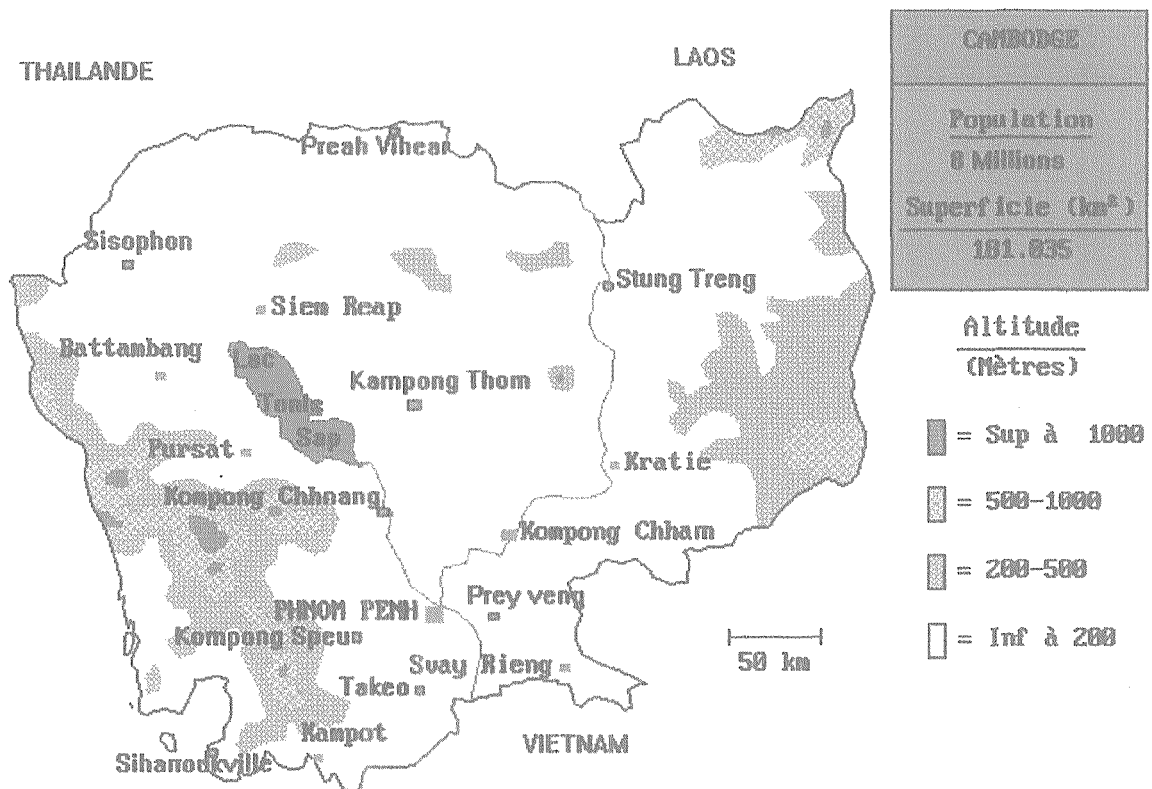 THAILANDE
LAOS
CAMBODGE
Population
8 Millions
Superficie (km²)
181.035
Preah Vihear
Sisophon
Stung Treng
Siem Reap
Battambang
Lac
Tonle
Sap
Kampong Thom
Pursat
Kratie
Kompong Chhnang
Kompong Chham
Prey veng
PHNOM PENH
Kompong Speu
Svay Rieng
Takeo
Kampot
Sihanoukville
VIETNAM
50 km
Altitude
(Mètres)
= Sup à 1000
= 500-1000
= 200-500
= Inf à 200